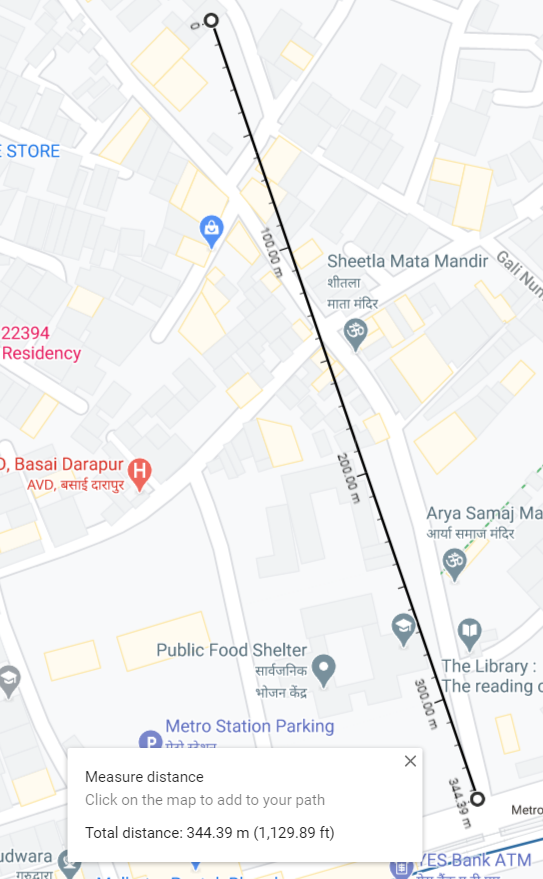 0
E STORE
100.00 m
Sheetla Mata Mandir
शीतला
माता मंदिर
Gali Num
22394
Residency
D, Basai Darapur
AVD, बसाई दारापुर
200.00 m
Arya Samaj Ma
आर्या समाज मंदिर
Public Food Shelter
सार्वजनिक
भोजन केंद्र
The Library :
The reading c
300.00 m
Metro Station Parking
P
H
Measure distance
Click on the map to add to your path
Total distance: 344.39 m (1,129.89 ft)
344.39 m
Metro
YES Bank ATM
udwara
गुरुद्वारा